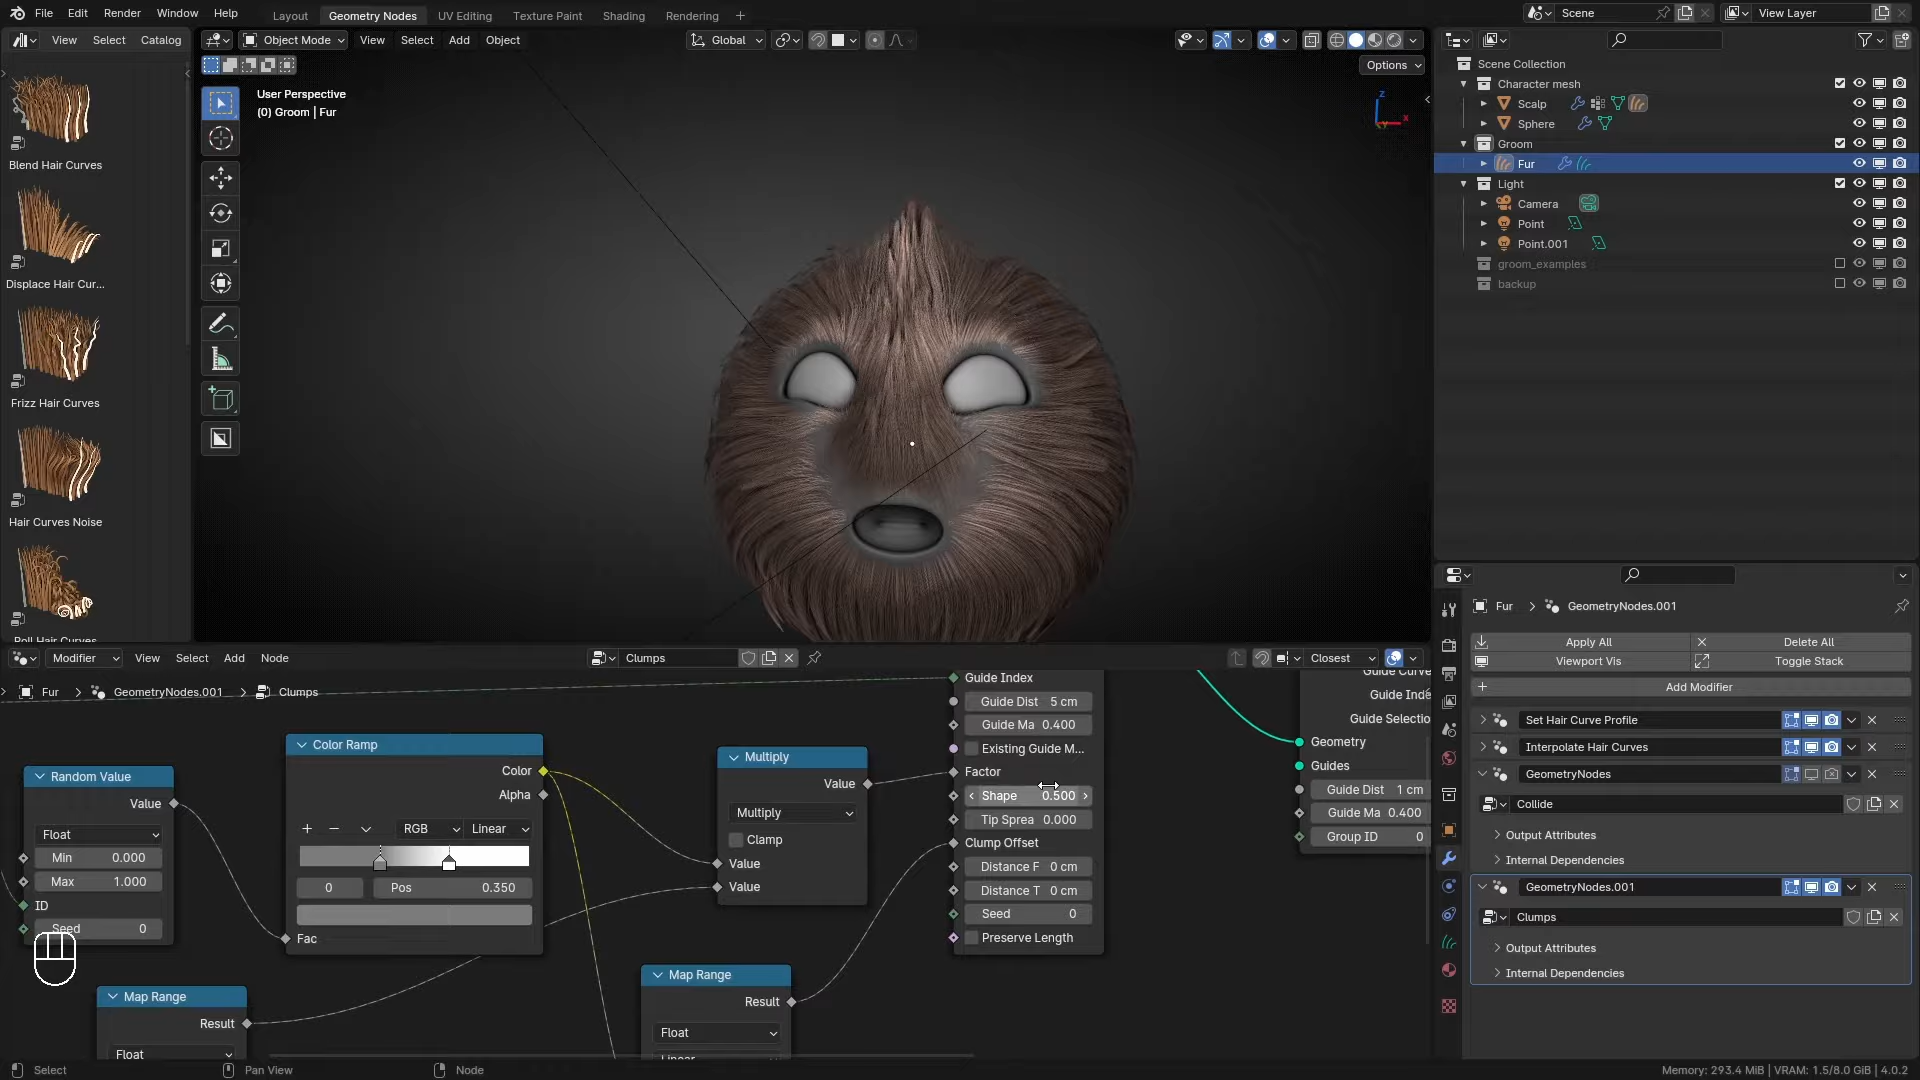 File Edit Render Window Help
Layout Geometry Nodes UV Editing Texture Paint Shading Rendering +
Scene
View Layer
View Select Catalog
Object Mode View Select Add Object
Global
Options
User Perspective
(0) Groom | Fur
Z
X
Y
Blend Hair Curves
Displace Hair Cur...
Frizz Hair Curves
Hair Curves Noise
Roll Hair Curves
Scene Collection
Character mesh
Scalp
Sphere
Groom
Fur
Light
Camera
Point
Point.001
groom_examples
backup
Modifier View Select Add Node
Clumps
Closest
Fur > GeometryNodes.001 > Clumps
Random Value
Value
Float
Min 0.000
Max 1.000
ID
Seed 0
Color Ramp
Color
Alpha
RGB Linear
0 Pos 0.350
Fac
Map Range
Result
Float
Multiply
Value
Multiply
Clamp
Value
Value
Map Range
Result
Float
Linear
Guide Index
Guide Dist 5 cm
Guide Ma 0.400
Existing Guide M...
Factor
Shape 0.500
Tip Sprea 0.000
Clump Offset
Distance F 0 cm
Distance T 0 cm
Seed 0
Preserve Length
Guide Curve
Guide Inde
Guide Selectio
Geometry
Guides
Guide Dist 1 cm
Guide Ma 0.400
Group ID 0
Fur > GeometryNodes.001
Apply All Delete All
Viewport Vis Toggle Stack
Add Modifier
Set Hair Curve Profile
Interpolate Hair Curves
GeometryNodes
Collide
Output Attributes
Internal Dependencies
GeometryNodes.001
Clumps
Output Attributes
Internal Dependencies
Select Pan View Node
Memory: 293.4 MiB | VRAM: 1.5/8.0 GiB | 4.0.2